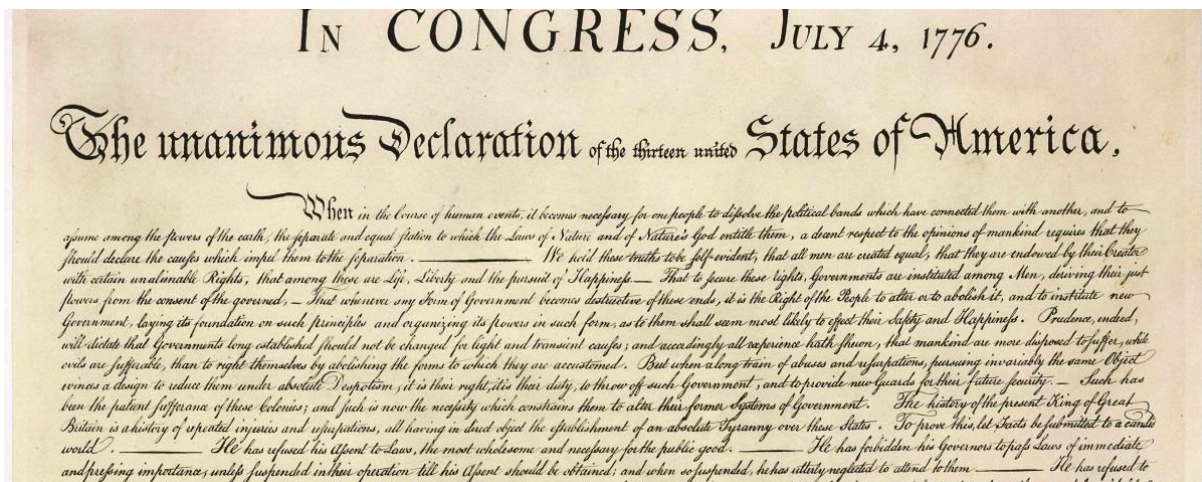 IN CONGRESS, JULY 4, 1776.
The unanimous Declaration of the thirteen united States of America,
When in the Course of human events, it becomes necessary for one people to dissolve the political bands which have connected them with another, and to
assume among the powers of the earth, the separate and equal station to which the Laws of Nature and of Nature's God entitle them, a decent respect to the opinions of mankind requires that they
should declare the causes which impel them to the separation. ——— We hold these truths to be self-evident, that all men are created equal, that they are endowed by their Creator
with certain unalienable Rights, that among these are Life, Liberty and the pursuit of Happiness.— That to secure these rights, Governments are instituted among Men, deriving their just
powers from the consent of the governed, — That whenever any Form of Government becomes destructive of these ends, it is the Right of the People to alter or to abolish it, and to institute new
Government, laying its foundation on such principles and organizing its powers in such form, as to them shall seem most likely to effect their Safety and Happiness. Prudence, indeed,
will dictate that Governments long established should not be changed for light and transient causes; and accordingly all experience hath shewn, that mankind are more disposed to suffer, while
evils are sufferable, than to right themselves by abolishing the forms to which they are accustomed. But when a long train of abuses and usurpations, pursuing invariably the same Object
evinces a design to reduce them under absolute Despotism, it is their right, it is their duty, to throw off such Government, and to provide new Guards for their future security. — Such has
been the patient sufferance of these Colonies; and such is now the necessity which constrains them to alter their former Systems of Government. The history of the present King of Great
Britain is a history of repeated injuries and usurpations, all having in direct object the establishment of an absolute Tyranny over these States. To prove this, let Facts be submitted to a candid
world. ——— He has refused his Assent to Laws, the most wholesome and necessary for the public good. ——— He has forbidden his Governors to pass Laws of immediate
and pressing importance, unless suspended in their operation till his Assent should be obtained; and when so suspended, he has utterly neglected to attend to them. ——— He has refused to